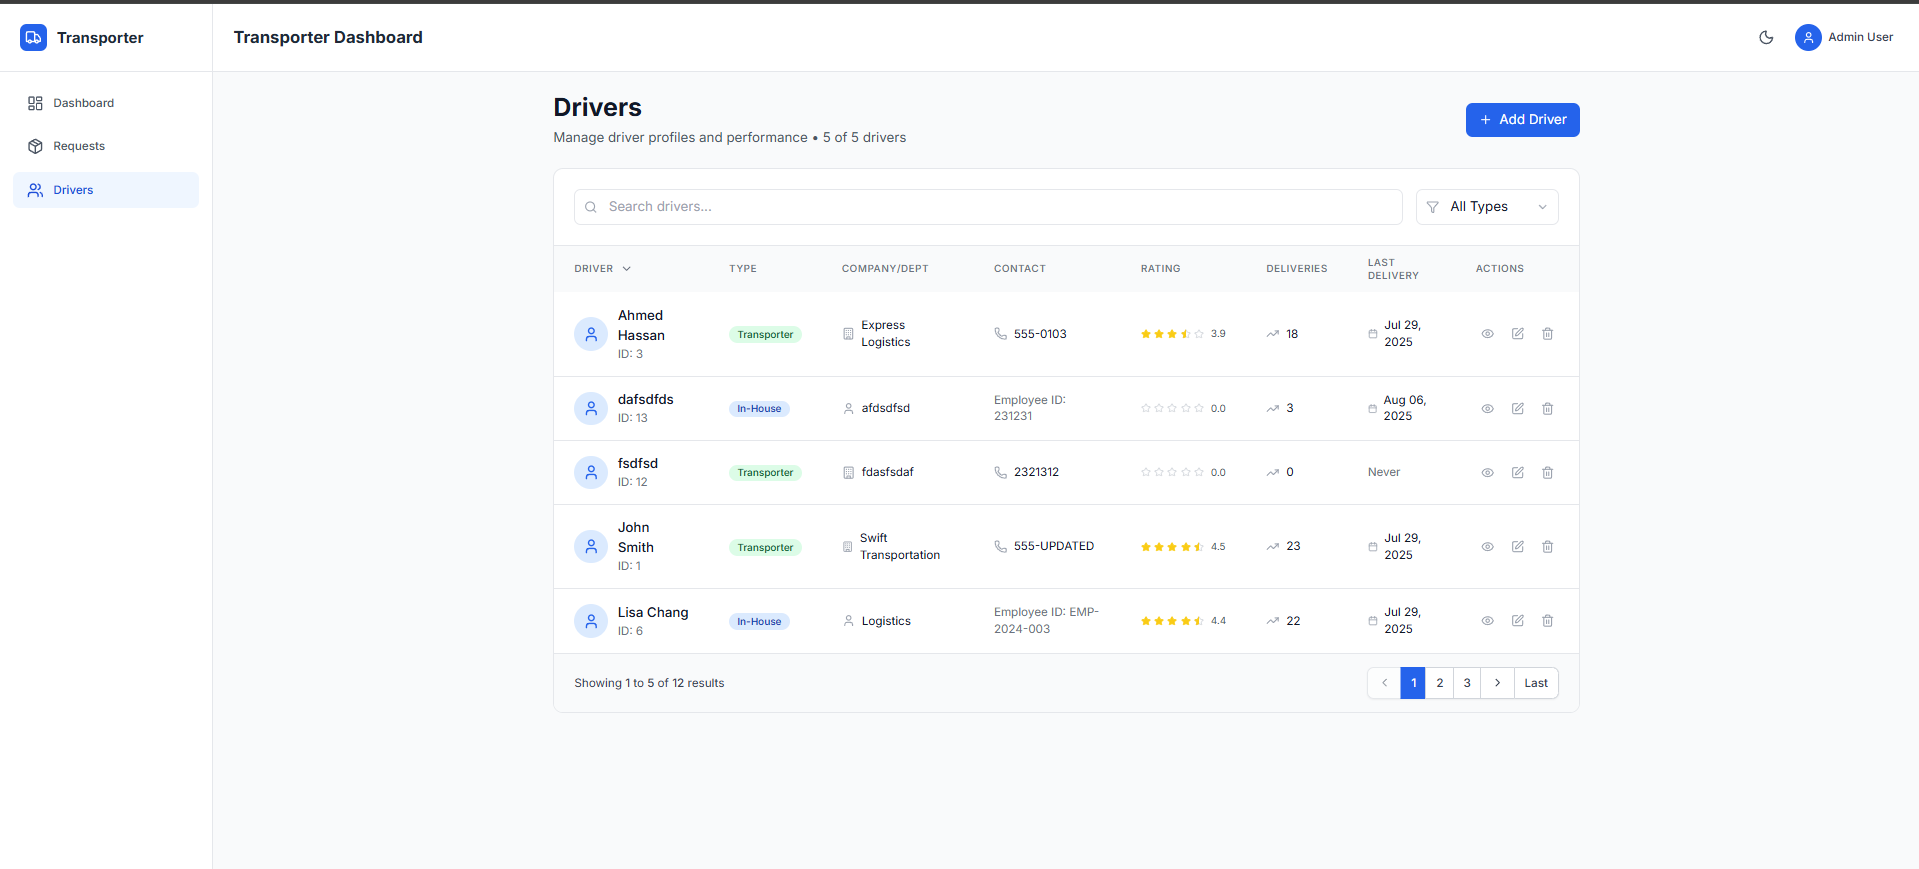 Transporter
Transporter Dashboard
Admin User
Dashboard
Requests
Drivers
Drivers
Manage driver profiles and performance • 5 of 5 drivers
+ Add Driver
Search drivers...
All Types
DRIVER
TYPE
COMPANY/DEPT
CONTACT
RATING
DELIVERIES
LAST
DELIVERY
ACTIONS
Ahmed
Hassan
ID: 3
Transporter
Express
Logistics
555-0103
3.9
18
Jul 29,
2025
dafsdfds
ID: 13
In-House
afdsdfsd
Employee ID:
231231
0.0
3
Aug 06,
2025
fsdfsd
ID: 12
Transporter
fdasfsdaf
2321312
0.0
0
Never
John
Smith
ID: 1
Transporter
Swift
Transportation
555-UPDATED
4.5
23
Jul 29,
2025
Lisa Chang
ID: 6
In-House
Logistics
Employee ID: EMP-
2024-003
4.4
22
Jul 29,
2025
Showing 1 to 5 of 12 results
1
2
3
Last